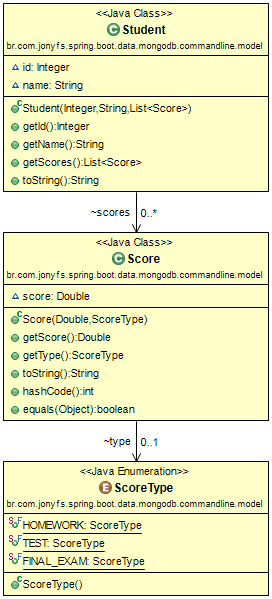 <<Java Class>>
Student
br.com.jonyfs.spring.boot.data.mongodb.commandline.model
id: Integer
name: String
Student(Integer,String,List<Score>)
getId():Integer
getName():String
getScores():List<Score>
toString():String
~scores 0..*
<<Java Class>>
Score
br.com.jonyfs.spring.boot.data.mongodb.commandline.model
score: Double
Score(Double,ScoreType)
getScore():Double
getType():ScoreType
toString():String
hashCode():int
equals(Object):boolean
~type 0..1
<<Java Enumeration>>
ScoreType
br.com.jonyfs.spring.boot.data.mongodb.commandline.model
HOMEWORK: ScoreType
TEST: ScoreType
FINAL_EXAM: ScoreType
ScoreType()